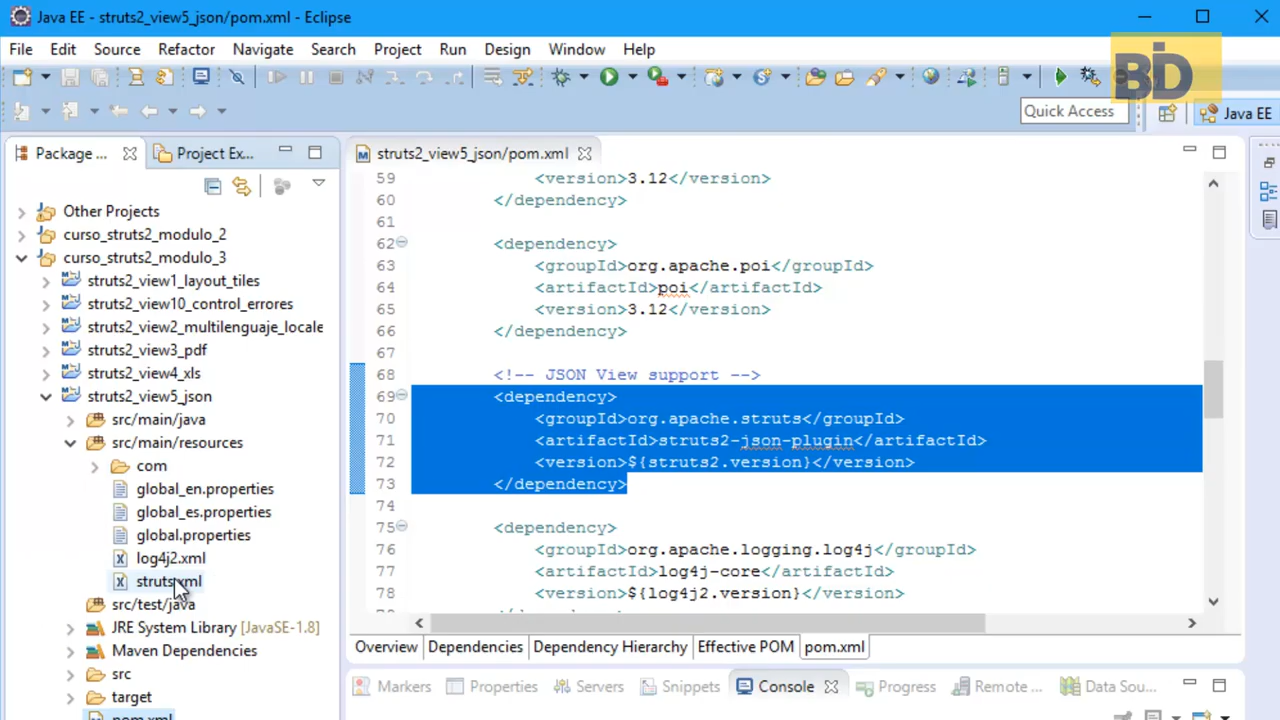 Java EE - struts2_view5_json/pom.xml - Eclipse
File Edit Source Refactor Navigate Search Project Run Design Window Help
BD
Quick Access
Java EE
Package ... Project Ex...
struts2_view5_json/pom.xml
Other Projects
curso_struts2_modulo_2
curso_struts2_modulo_3
struts2_view1_layout_tiles
struts2_view10_control_errores
struts2_view2_multilenguaje_locale
struts2_view3_pdf
struts2_view4_xls
struts2_view5_json
src/main/java
src/main/resources
com
global_en.properties
global_es.properties
global.properties
log4j2.xml
struts.xml
src/test/java
JRE System Library [JavaSE-1.8]
Maven Dependencies
src
target
pom.xml
59 <version>3.12</version>
60 </dependency>
61
62 <dependency>
63 <groupId>org.apache.poi</groupId>
64 <artifactId>poi</artifactId>
65 <version>3.12</version>
66 </dependency>
67
68 <!-- JSON View support -->
69 <dependency>
70 <groupId>org.apache.struts</groupId>
71 <artifactId>struts2-json-plugin</artifactId>
72 <version>${struts2.version}</version>
73 </dependency>
74
75 <dependency>
76 <groupId>org.apache.logging.log4j</groupId>
77 <artifactId>log4j-core</artifactId>
78 <version>${log4j2.version}</version>
Overview Dependencies Dependency Hierarchy Effective POM pom.xml
Markers Properties Servers Snippets Console Progress Remote ... Data Sou...